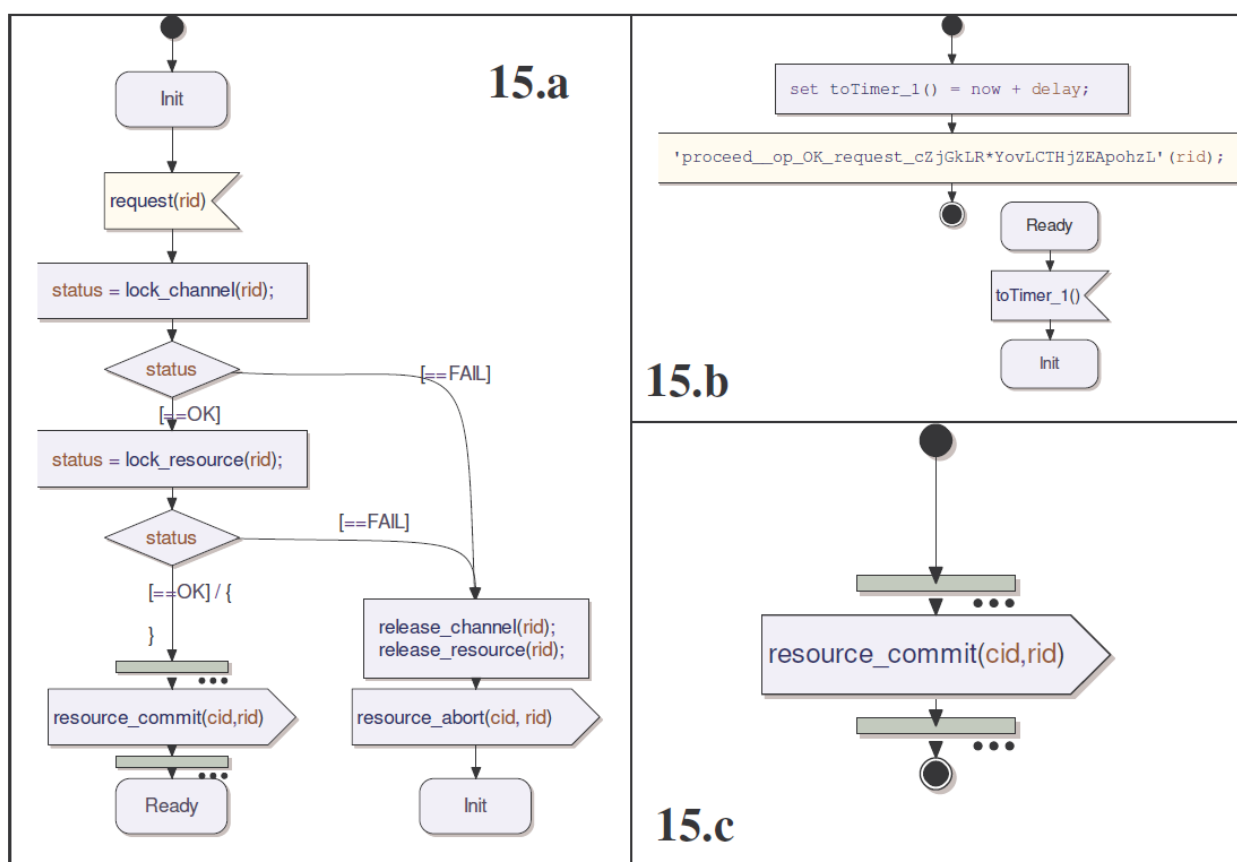 15.a
Init
request(rid)
status = lock_channel(rid);
status
[==FAIL]
[==OK]
status = lock_resource(rid);
status
[==FAIL]
[==OK] / {
}
release_channel(rid);
release_resource(rid);
resource_commit(cid,rid)
resource_abort(cid, rid)
Ready
Init
set toTimer_1() = now + delay;
'proceed__op_OK_request_cZjGkLR*YovLCTHjZEApohzL'(rid);
Ready
toTimer_1()
Init
15.b
resource_commit(cid,rid)
15.c